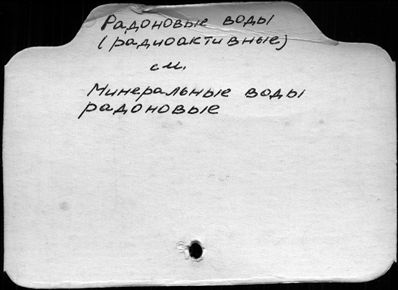 Радоновые воды
(радиоактивные)
см.
Минеральные воды
радоновые